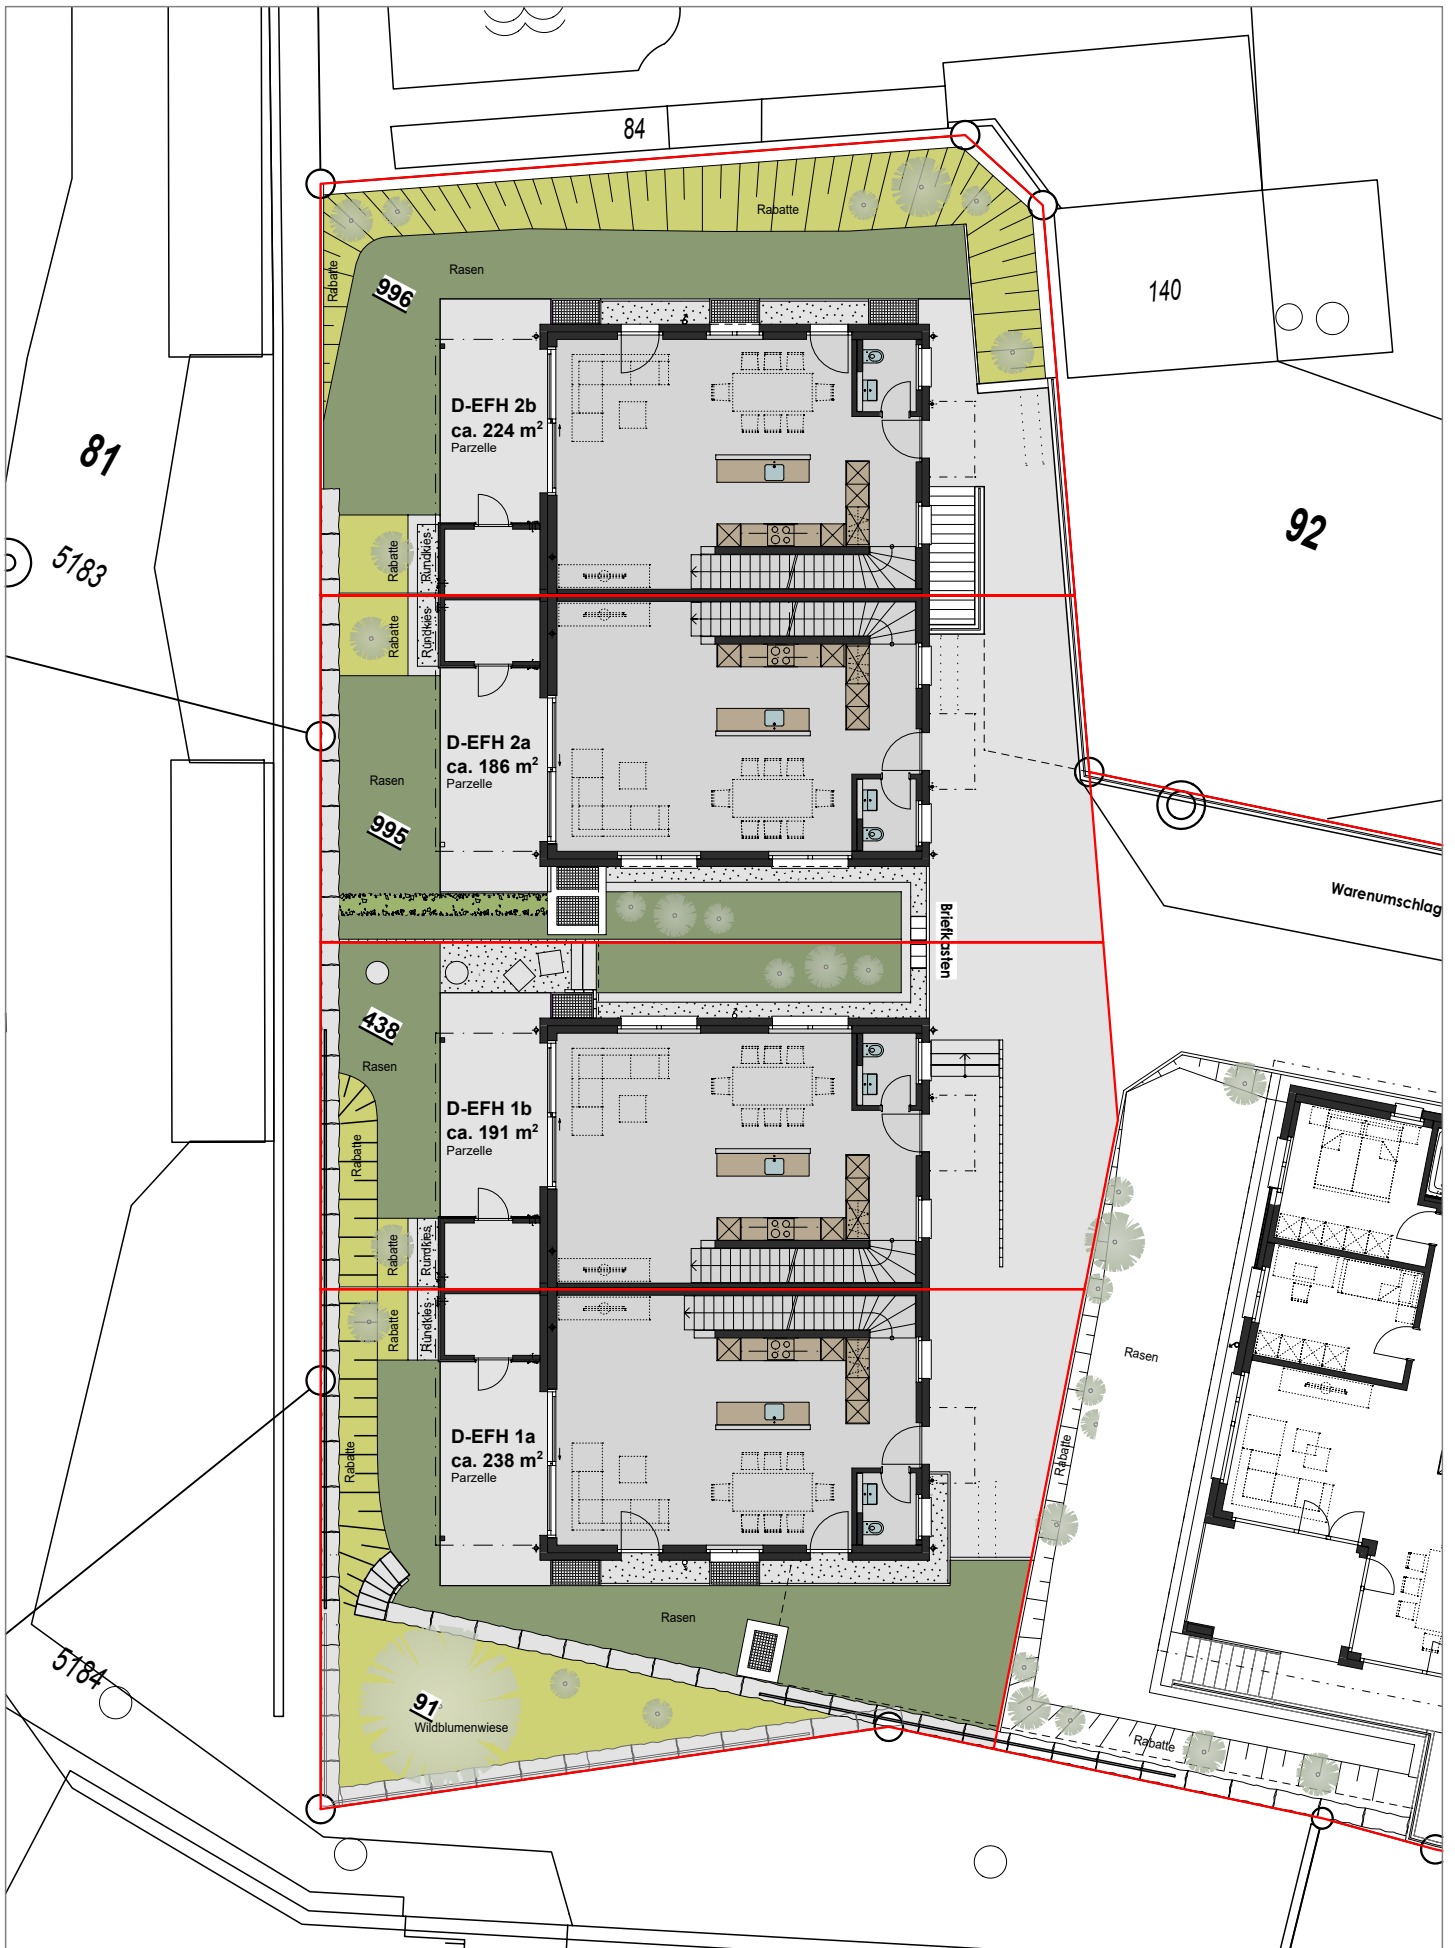 84
Rabatte
Rabatte
Rasen
996
140
D-EFH 2b
ca. 224 m²
Parzelle
81
5183
92
Rabatte
Rundkies
Rabatte
Rundkies
D-EFH 2a
ca. 186 m²
Parzelle
Rasen
995
Warenumschlag
Briefkasten
438
Rasen
D-EFH 1b
ca. 191 m²
Parzelle
Rabatte
Rabatte
Rundkies
Rabatte
Rundkies
Rasen
D-EFH 1a
ca. 238 m²
Parzelle
Rabatte
Rabatte
Rasen
5184
91
Wildblumenwiese
Rabatte